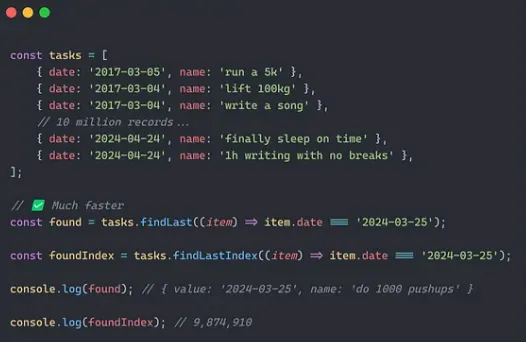 const tasks = [
    { date: '2017-03-05', name: 'run a 5k' },
    { date: '2017-03-04', name: 'lift 100kg' },
    { date: '2017-03-04', name: 'write a song' },
    // 10 million records...
    { date: '2024-04-24', name: 'finally sleep on time' },
    { date: '2024-04-24', name: '1h writing with no breaks' },
];
// ✅ Much faster
const found = tasks.findLast((item) => item.date === '2024-03-25');
const foundIndex = tasks.findLastIndex((item) => item.date === '2024-03-25');
console.log(found); // { value: '2024-03-25', name: 'do 1000 pushups' }
console.log(foundIndex); // 9,874,910